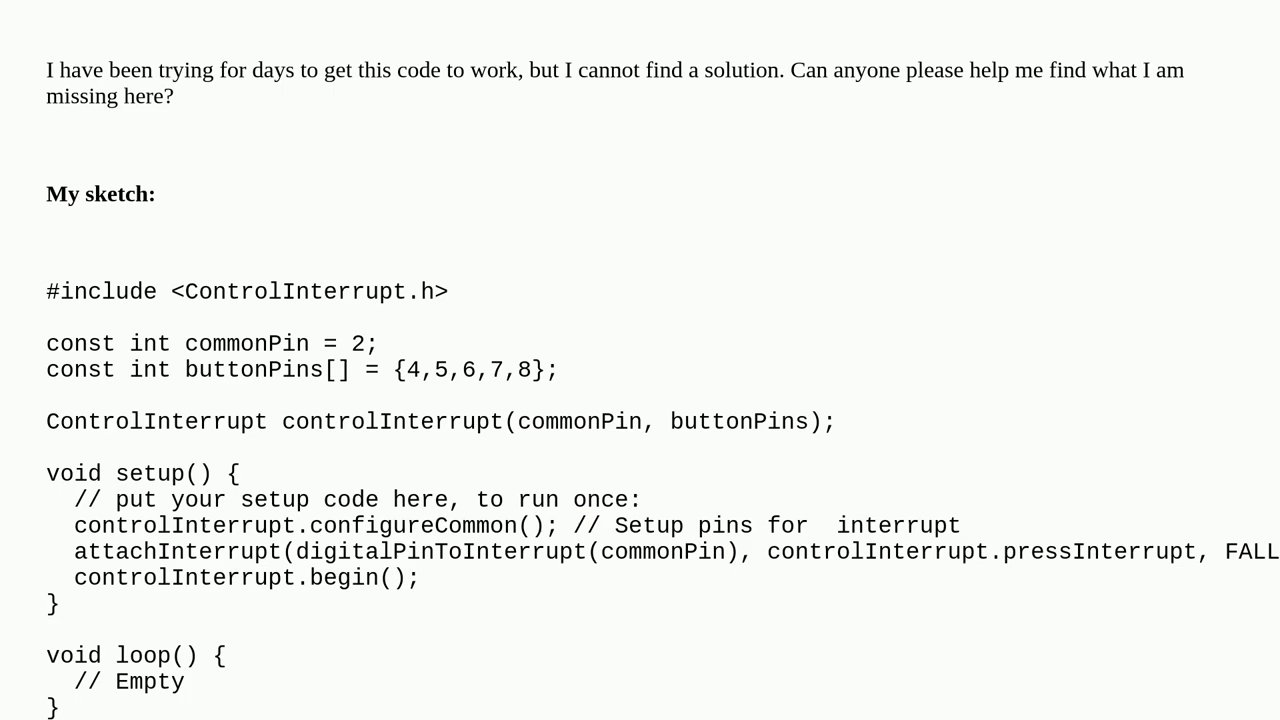 I have been trying for days to get this code to work, but I cannot find a solution. Can anyone please help me find what I am
missing here?
My sketch:
#include <ControlInterrupt.h>
const int commonPin = 2;
const int buttonPins[] = {4,5,6,7,8};
ControlInterrupt controlInterrupt(commonPin, buttonPins);
void setup() {
  // put your setup code here, to run once:
  controlInterrupt.configureCommon(); // Setup pins for  interrupt
  attachInterrupt(digitalPinToInterrupt(commonPin), controlInterrupt.pressInterrupt, FALL
  controlInterrupt.begin();
}
void loop() {
  // Empty
}